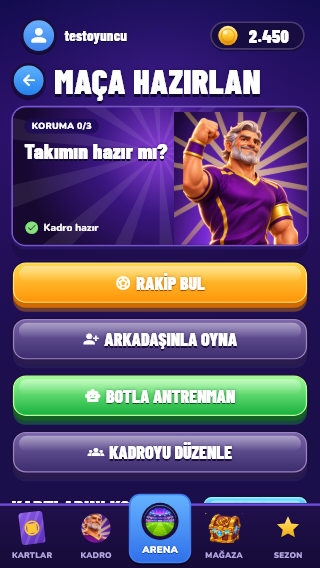 testoyuncu
2.450
MAÇA HAZIRLAN
KORUMA 0/3
Takımın hazır mı?
Kadro hazır
RAKİP BUL
ARKADAŞINLA OYNA
BOTLA ANTRENMAN
KADROYU DÜZENLE
KARTLAR
KADRO
ARENA
MAĞAZA
SEZON